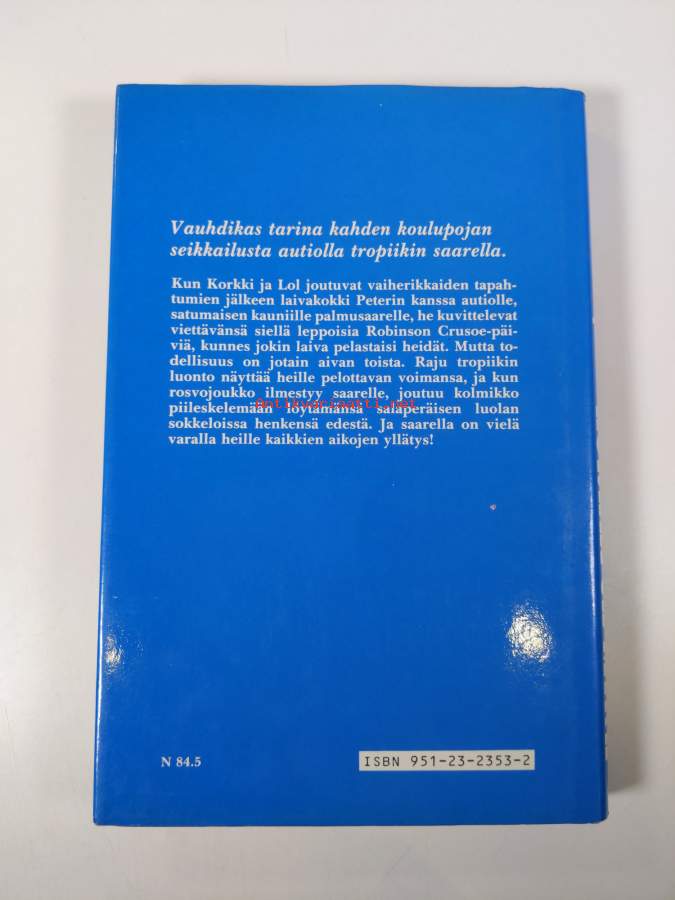 Vauhdikas tarina kahden koulupojan
seikkailusta autiolla tropiikin saarella.
Kun Korkki ja Lol joutuvat vaiherikkaiden tapah-
tumien jälkeen laivakokki Peterin kanssa autiolle,
satumaisen kauniille palmusaarelle, he kuvittelevat
viettävänsä siellä leppoisia Robinson Crusoe-päi-
viä, kunnes jokin laiva pelastaisi heidät. Mutta to-
dellisuus on jotain aivan toista. Raju tropiikin
luonto näyttää heille pelottavan voimansa, ja kun
rosvojoukko ilmestyy saarelle, joutuu kolmikko
Antikvariaatti.net
piileskelemään löytämänsä salaperäisen luolan
sokkeloissa henkensä edestä. Ja saarella on vielä
varalla heille kaikkien aikojen yllätys!
N 84.5
ISBN 951-23-2353-2